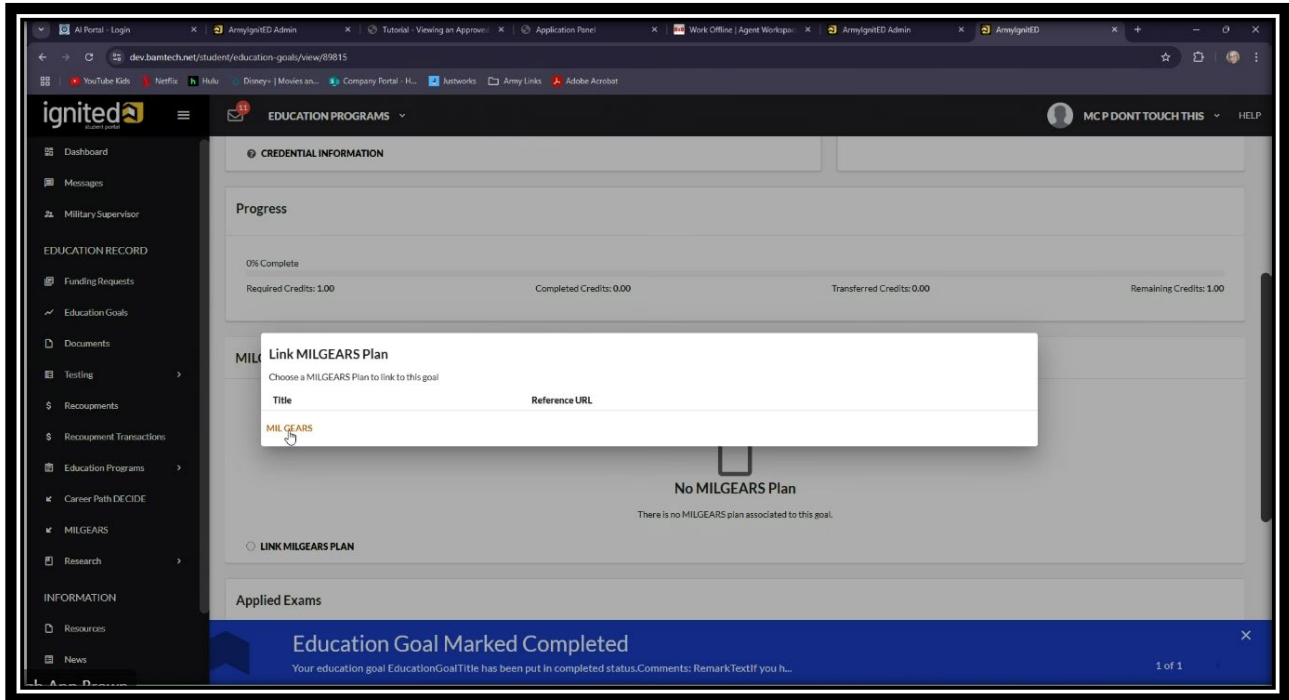 AI Portal - Login
ArmyIgnitED Admin
Tutorial - Viewing an Approve
Application Panel
Work Offline | Agent Workspac
ArmyIgnitED Admin
ArmyIgnitED
dev.bamtech.net/student/education-goals/view/89815
YouTube Kids
Netflix
Hulu
Disney+ | Movies an...
Company Portal - H...
Justworks
Army Links
Adobe Acrobat
ignited
student portal
11
EDUCATION PROGRAMS
MC P DONT TOUCH THIS
HELP
Dashboard
Messages
Military Supervisor
EDUCATION RECORD
Funding Requests
Education Goals
Documents
Testing
Recoupments
Recoupment Transactions
Education Programs
Career Path DECIDE
MILGEARS
Research
INFORMATION
Resources
News
CREDENTIAL INFORMATION
Progress
0% Complete
Required Credits: 1.00
Completed Credits: 0.00
Transferred Credits: 0.00
Remaining Credits: 1.00
Link MILGEARS Plan
Choose a MILGEARS Plan to link to this goal
Title
Reference URL
MIL GEARS
No MILGEARS Plan
There is no MILGEARS plan associated to this goal.
LINK MILGEARS PLAN
Applied Exams
Education Goal Marked Completed
Your education goal EducationGoalTitle has been put in completed status.Comments: RemarkTextIf you h...
1 of 1